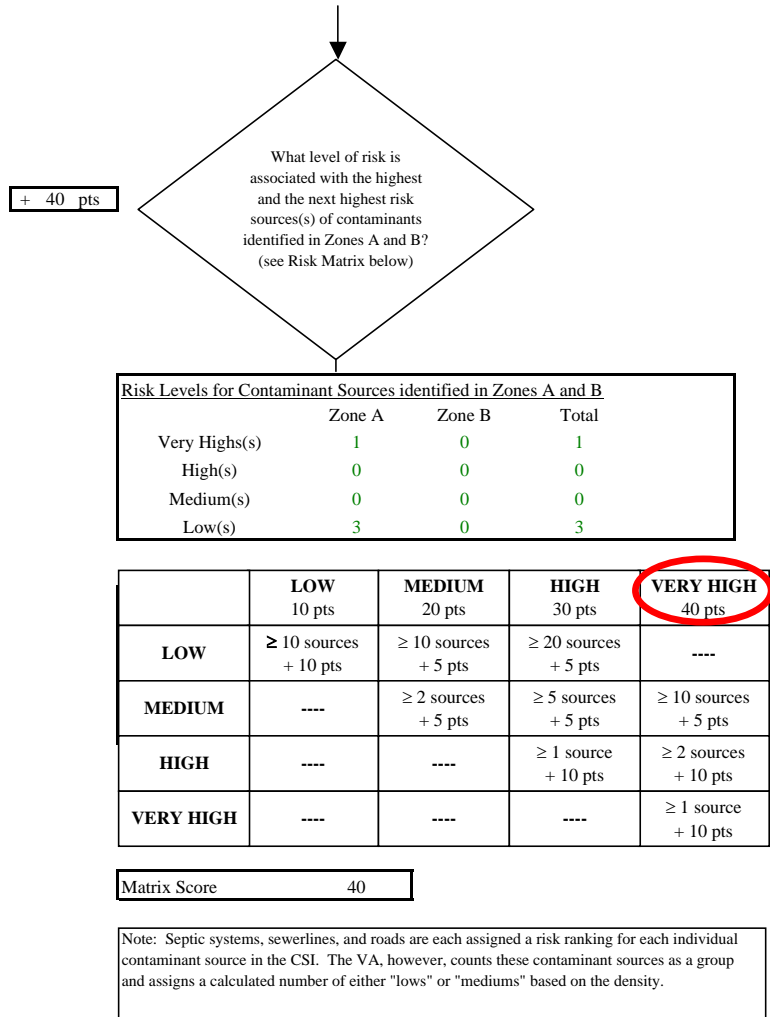 What level of risk is
associated with the highest
and the next highest risk
sources(s) of contaminants
identified in Zones A and B?
(see Risk Matrix below)
+ 40 pts
Risk Levels for Contaminant Sources identified in Zones A and B
Zone A Zone B Total
Very Highs(s) 1 0 1
High(s) 0 0 0
Medium(s) 0 0 0
Low(s) 3 0 3
LOW MEDIUM HIGH VERY HIGH
10 pts 20 pts 30 pts 40 pts
LOW ≥ 10 sources ≥ 10 sources ≥ 20 sources ----
+ 10 pts + 5 pts + 5 pts
MEDIUM ---- ≥ 2 sources ≥ 5 sources ≥ 10 sources
+ 5 pts + 5 pts + 5 pts
HIGH ---- ---- ≥ 1 source ≥ 2 sources
+ 10 pts + 10 pts
VERY HIGH ---- ---- ---- ≥ 1 source
+ 10 pts
Matrix Score 40
Note: Septic systems, sewerlines, and roads are each assigned a risk ranking for each individual
contaminant source in the CSI. The VA, however, counts these contaminant sources as a group
and assigns a calculated number of either "lows" or "mediums" based on the density.